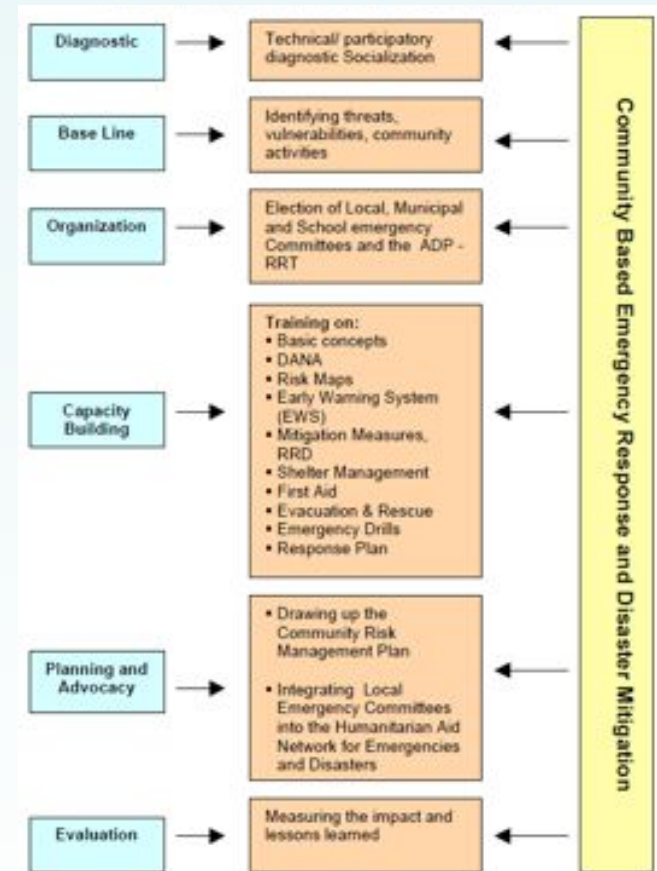 Diagnostic
Technical/ participatory
diagnostic Socialization
Base Line
Identifying threats,
vulnerabilities, community
activities
Organization
Election of Local, Municipal
and School emergency
Committees and the ADP -
RRT
Capacity
Building
Training on:
▪ Basic concepts
▪ DANA
▪ Risk Maps
▪ Early Warning System
(EWS)
▪ Mitigation Measures,
RRD
▪ Shelter Management
▪ First Aid
▪ Evacuation & Rescue
▪ Emergency Drills
▪ Response Plan
Planning and
Advocacy
▪ Drawing up the
Community Risk
Management Plan
▪ Integrating Local
Emergency Committees
into the Humanitarian Aid
Network for Emergencies
and Disasters
Evaluation
Measuring the impact and
lessons learned
Community Based Emergency Response and Disaster Mitigation